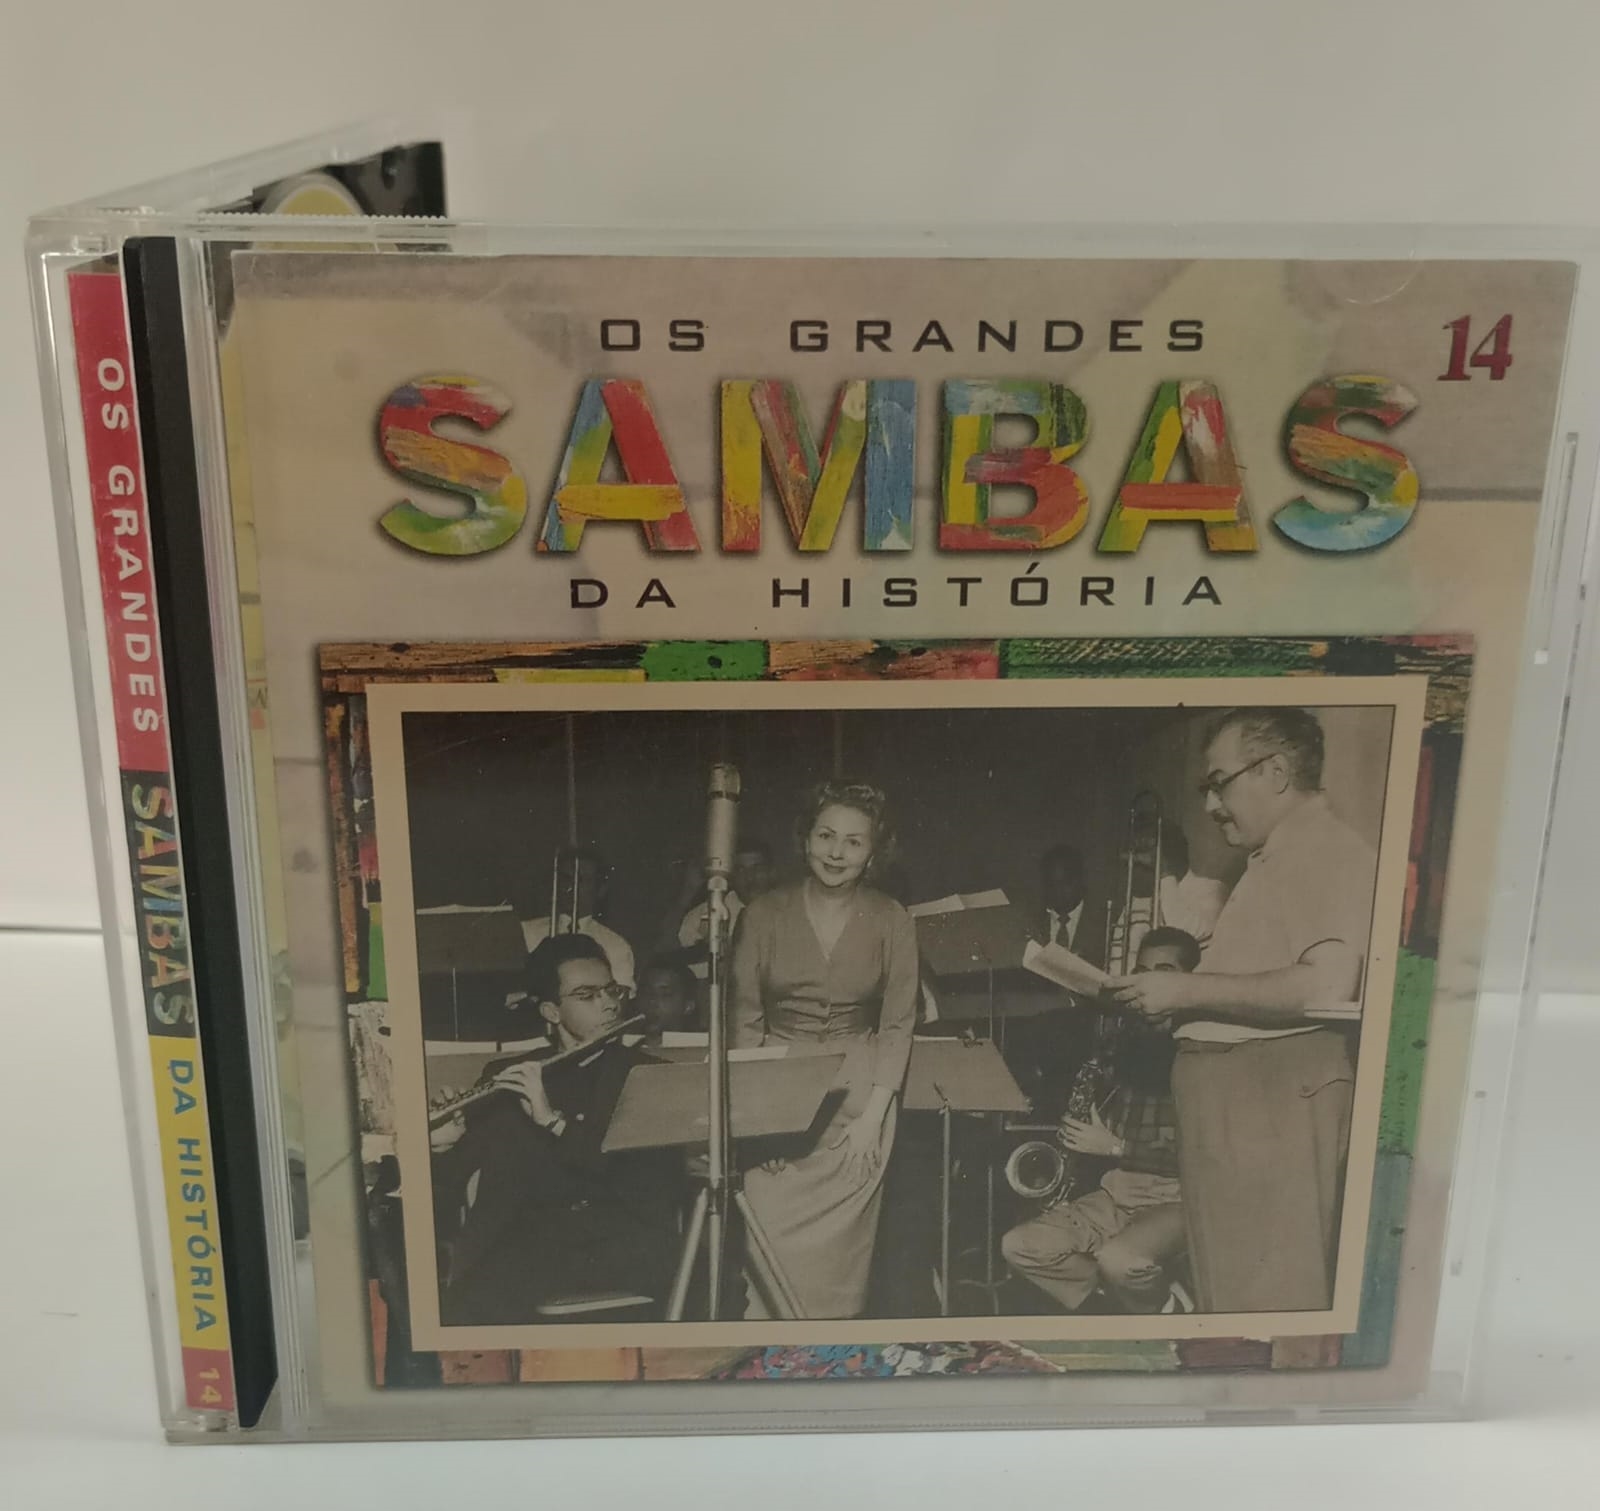 OS GRANDES
14
SAMBAS
DA HISTÓRIA
OS GRANDES SAMBAS DA HISTÓRIA 14